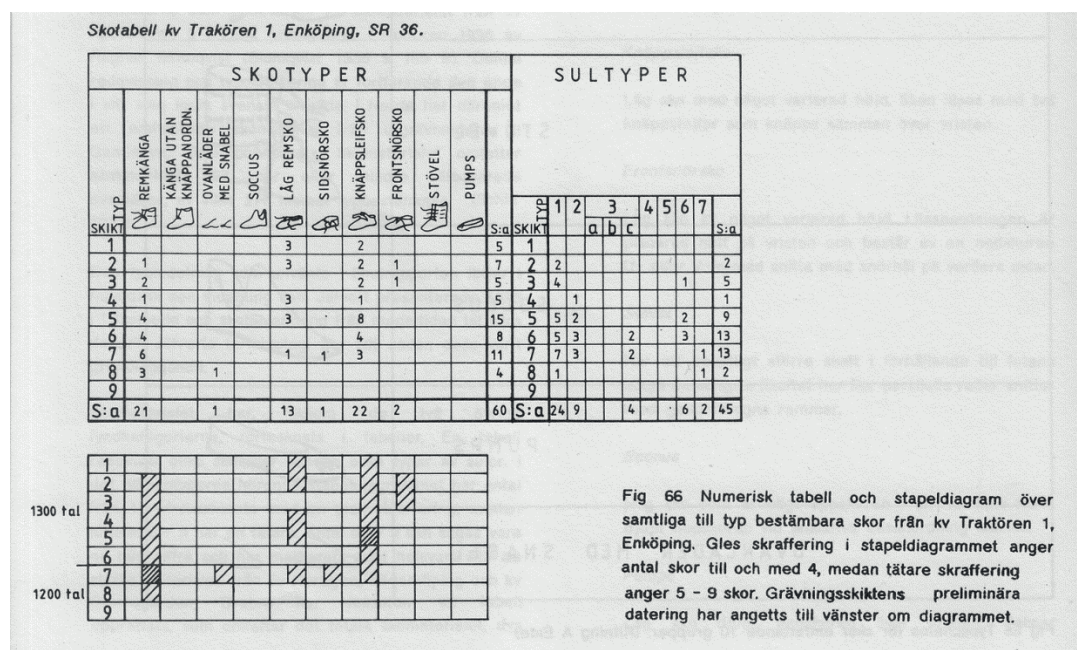 Skotabell kv Trakören 1, Enköping, SR 36.
SKOTYPER SULTYPER
TYP
SKIKT
REMKÄNGA
KÄNGA UTAN
KNÄPPANORDN.
OVANLÄDER
MED SNABEL
SOCCUS
LÅG REMSKO
SIDSNÖRSKO
KNÄPPSLEIFSKO
FRONTSNÖRSKO
STÖVEL
PUMPS
S:a
TYP 1 2 3 4 5 6 7
SKIKT a b c S:a
1 3 2 5 1
2 1 3 2 1 7 2 2 2
3 2 2 1 5 3 4 1 5
4 1 3 1 5 4 1 1
5 4 3 8 15 5 5 2 2 9
6 4 4 8 6 5 3 2 3 13
7 6 1 1 3 11 7 7 3 2 1 13
8 3 1 4 8 1 1 2
9 9
S:a 21 1 13 1 22 2 60 S:a 24 9 4 6 2 45
1
2
3
1300 tal
4
5
6
7
1200 tal 8
9
Fig 66 Numerisk tabell och stapeldiagram över
samtliga till typ bestämbara skor från kv Traktören 1,
Enköping. Gles skraffering i stapeldiagrammet anger
antal skor till och med 4, medan tätare skraffering
anger 5 - 9 skor. Grävningsskiktens preliminära
datering har angetts till vänster om diagrammet.